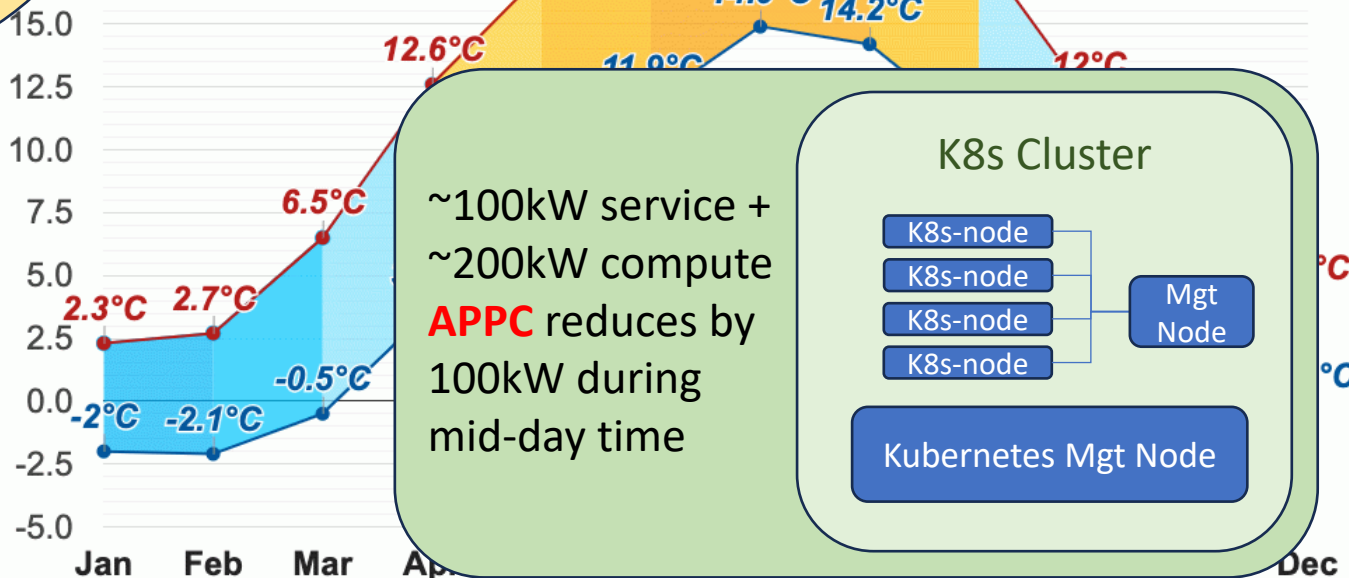 15.0
12.5
10.0
7.5
5.0
2.5
0.0
-2.5
-5.0
14.2°C
12.6°C
11.9°C
12°C
6.5°C
2.3°C
2.7°C
-0.5°C
-2°C
-2.1°C
°C
°C
~100kW service +
~200kW compute
APPC reduces by
100kW during
mid-day time
K8s Cluster
K8s-node
K8s-node
K8s-node
K8s-node
Mgt
Node
Kubernetes Mgt Node
Jan
Feb
Mar
Dec